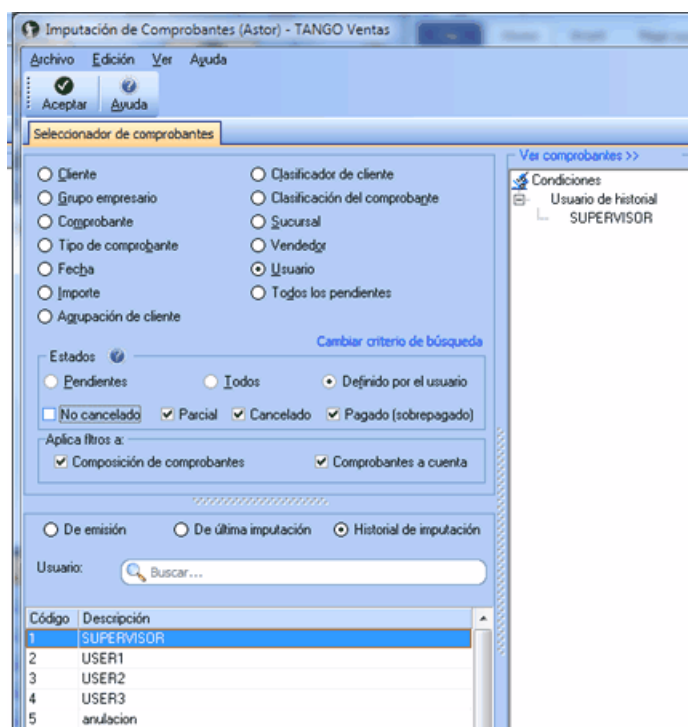 Imputación de Comprobantes (Astor) - TANGO Ventas
Archivo Edición Ver Ayuda
Aceptar Ayuda
Seleccionador de comprobantes
Ver comprobantes >>
Cliente Clasificador de cliente
Grupo empresario Clasificación del comprobante
Comprobante Sucursal
Tipo de comprobante Vendedor
Fecha Usuario
Importe Todos los pendientes
Agrupación de cliente
Condiciones
Usuario de historial
SUPERVISOR
Cambiar criterio de búsqueda
Estados
Pendientes Todos Definido por el usuario
No cancelado Parcial Cancelado Pagado (sobrepagado)
Aplica fltros a:
Composición de comprobantes Comprobantes a cuenta
De emisión De última imputación Historial de imputación
Usuario: Buscar...
Código Descripción
1 SUPERVISOR
2 USER1
3 USER2
4 USER3
5 anulacion